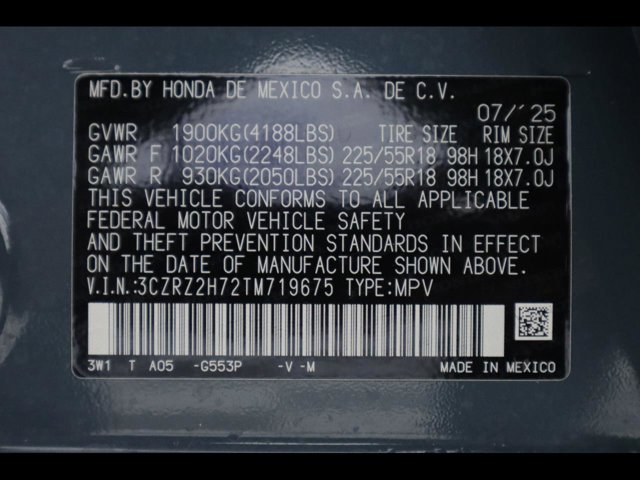 MFD.BY HONDA DE MEXICO S.A. DE C.V.
07/'25
GVWR 1900KG(4188LBS) TIRE SIZE RIM SIZE
GAWR F 1020KG(2248LBS) 225/55R18 98H 18X7.0J
GAWR R 930KG(2050LBS) 225/55R18 98H 18X7.0J
THIS VEHICLE CONFORMS TO ALL APPLICABLE
FEDERAL MOTOR VEHICLE SAFETY
AND THEFT PREVENTION STANDARDS IN EFFECT
ON THE DATE OF MANUFACTURE SHOWN ABOVE.
V.I.N.:3CZRZ2H72TM719675 TYPE:MPV
3W1 T A05 -G553P -V -M MADE IN MEXICO